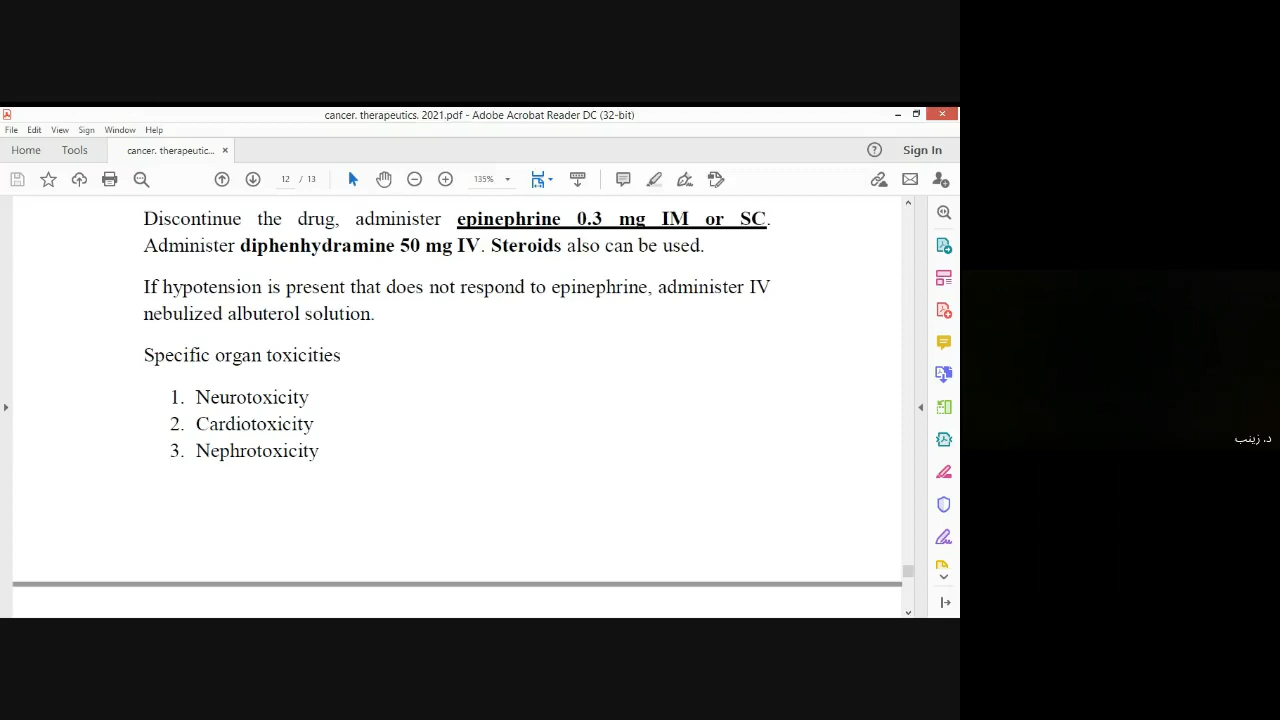 cancer. therapeutics. 2021.pdf - Adobe Acrobat Reader DC (32-bit)
File Edit View Sign Window Help
Home Tools cancer. therapeutic... × Sign In
12 / 13 135%
Discontinue the drug, administer epinephrine 0.3 mg IM or SC.
Administer diphenhydramine 50 mg IV. Steroids also can be used.
If hypotension is present that does not respond to epinephrine, administer IV
nebulized albuterol solution.
Specific organ toxicities
1. Neurotoxicity
2. Cardiotoxicity
3. Nephrotoxicity
د. زينب